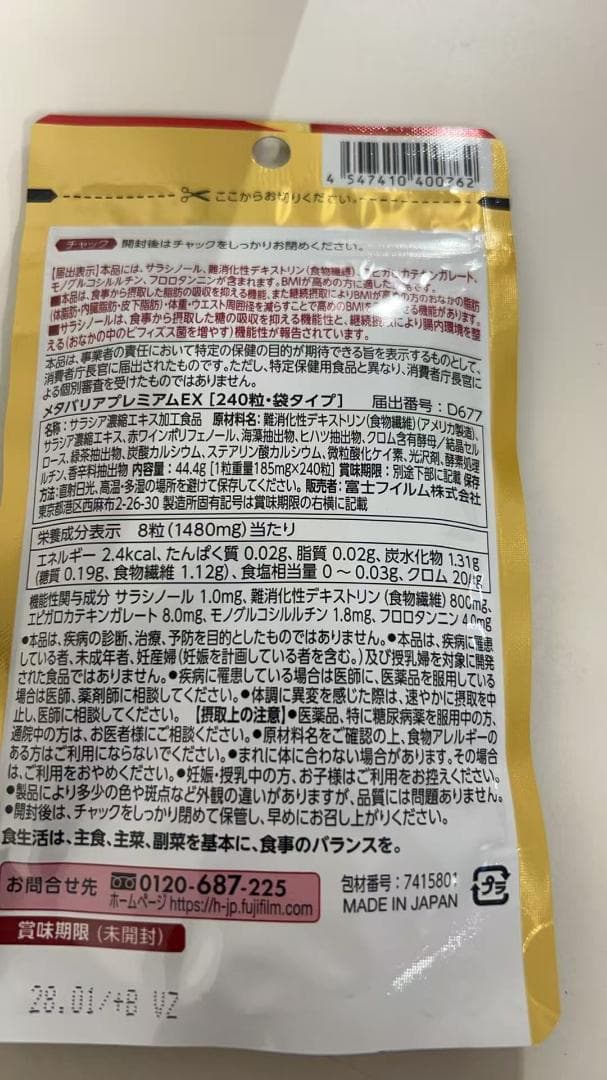 4 547410 400762
ここからお切りください。
チャック 開封後はチャックをしっかりお閉めください。
【届出表示】本品には、サラシノール、難消化性デキストリン(食物繊維)、エピガロカテキンガレート、
モノグルコシルルチン、フロロタンニンが含まれます。BMIが高めの方に適した
■本品は、食事から摂取した脂肪の吸収を抑える機能、また継続摂取によりBMIが高めの方のおなかの脂肪
(体脂肪・内臓脂肪・皮下脂肪)・体重・ウエスト周囲径を減らすことで高めのBMIを せる機能があります。
■サラシノールは、食事から摂取した糖の吸収を抑える機能性と、継続摂取により腸内環境を整
える(おなかの中のビフィズス菌を増やす)機能性が報告されています。
本品は、事業者の責任において特定の保健の目的が期待できる旨を表示するものとして、
消費者庁長官に届出されたものです。ただし、特定保健用食品と異なり、消費者庁長官に
よる個別審査を受けたものではありません。
メタバリアプレミアムEX [240粒・袋タイプ] 届出番号:D677
名称:サラシア濃縮エキス加工食品 原材料名:難消化性デキストリン(食物繊維)(アメリカ製造)、
サラシア濃縮エキス、赤ワインポリフェノール、海藻抽出物、ヒハツ抽出物、クロム含有酵母/結晶セル
ロース、緑茶抽出物、炭酸カルシウム、ステアリン酸カルシウム、微粒酸化ケイ素、光沢剤、酵素処理
ルチン、香辛料抽出物 内容量:44.4g [1粒重量185mg×240粒] 賞味期限:別途下部に記載 保存
方法:直射日光、高温・多湿の場所を避けて保存してください。販売者:富士フイルム株式会社
東京都港区西麻布2-26-30 製造所固有記号は賞味期限の右横に記載
栄養成分表示 8粒(1480mg)当たり
エネルギー 2.4kcal、たんぱく質 0.02g、脂質 0.02g、炭水化物 1.31g
(糖質 0.19g、食物繊維 1.12g)、食塩相当量 0～0.03g、クロム 20μg
機能性関与成分 サラシノール 1.0mg、難消化性デキストリン(食物繊維) 800mg、
エピガロカテキンガレート 8.0mg、モノグルコシルルチン 1.8mg、フロロタンニン 4.0mg
●本品は、疾病の診断、治療、予防を目的としたものではありません。●本品は、疾病に罹患
している者、未成年者、妊産婦(妊娠を計画している者を含む。)及び授乳婦を対象に開発
された食品ではありません。●疾病に罹患している場合は医師に、医薬品を服用している
場合は医師、薬剤師に相談してください。●体調に異変を感じた際は、速やかに摂取を中
止し、医師に相談してください。【摂取上の注意】●医薬品、特に糖尿病薬を服用中の方、
通院中の方は、お医者様にご相談ください。●原材料名をご確認の上、食物アレルギーの
ある方はご利用にならないでください。●まれに体に合わない場合があります。その場合
は、ご利用をおやめください。●妊娠・授乳中の方、お子様はご利用をお控えください。
●製品により多少の色や斑点など外観の違いがありますが、品質には問題ありません。
●開封後は、チャックをしっかり閉めて保管し、早めにお召し上がりください。
食生活は、主食、主菜、副菜を基本に、食事のバランスを。
お問合せ先 0120-687-225
ホームページ https://h-jp.fujifilm.com
包材番号:7415801
MADE IN JAPAN
プラ
賞味期限(未開封)
28.01/+B VZ